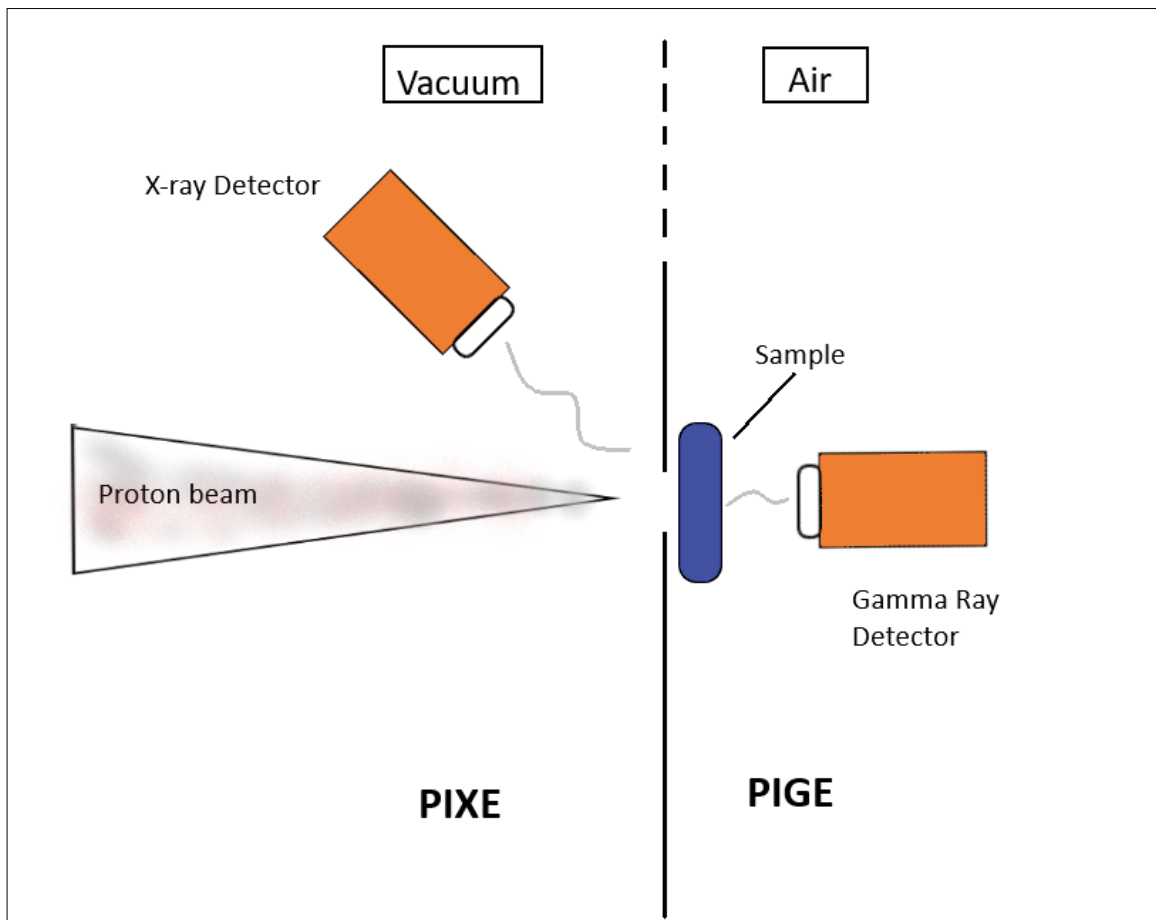 Vacuum
Air
X-ray Detector
Sample
Proton beam
Gamma Ray
Detector
PIXE
PIGE